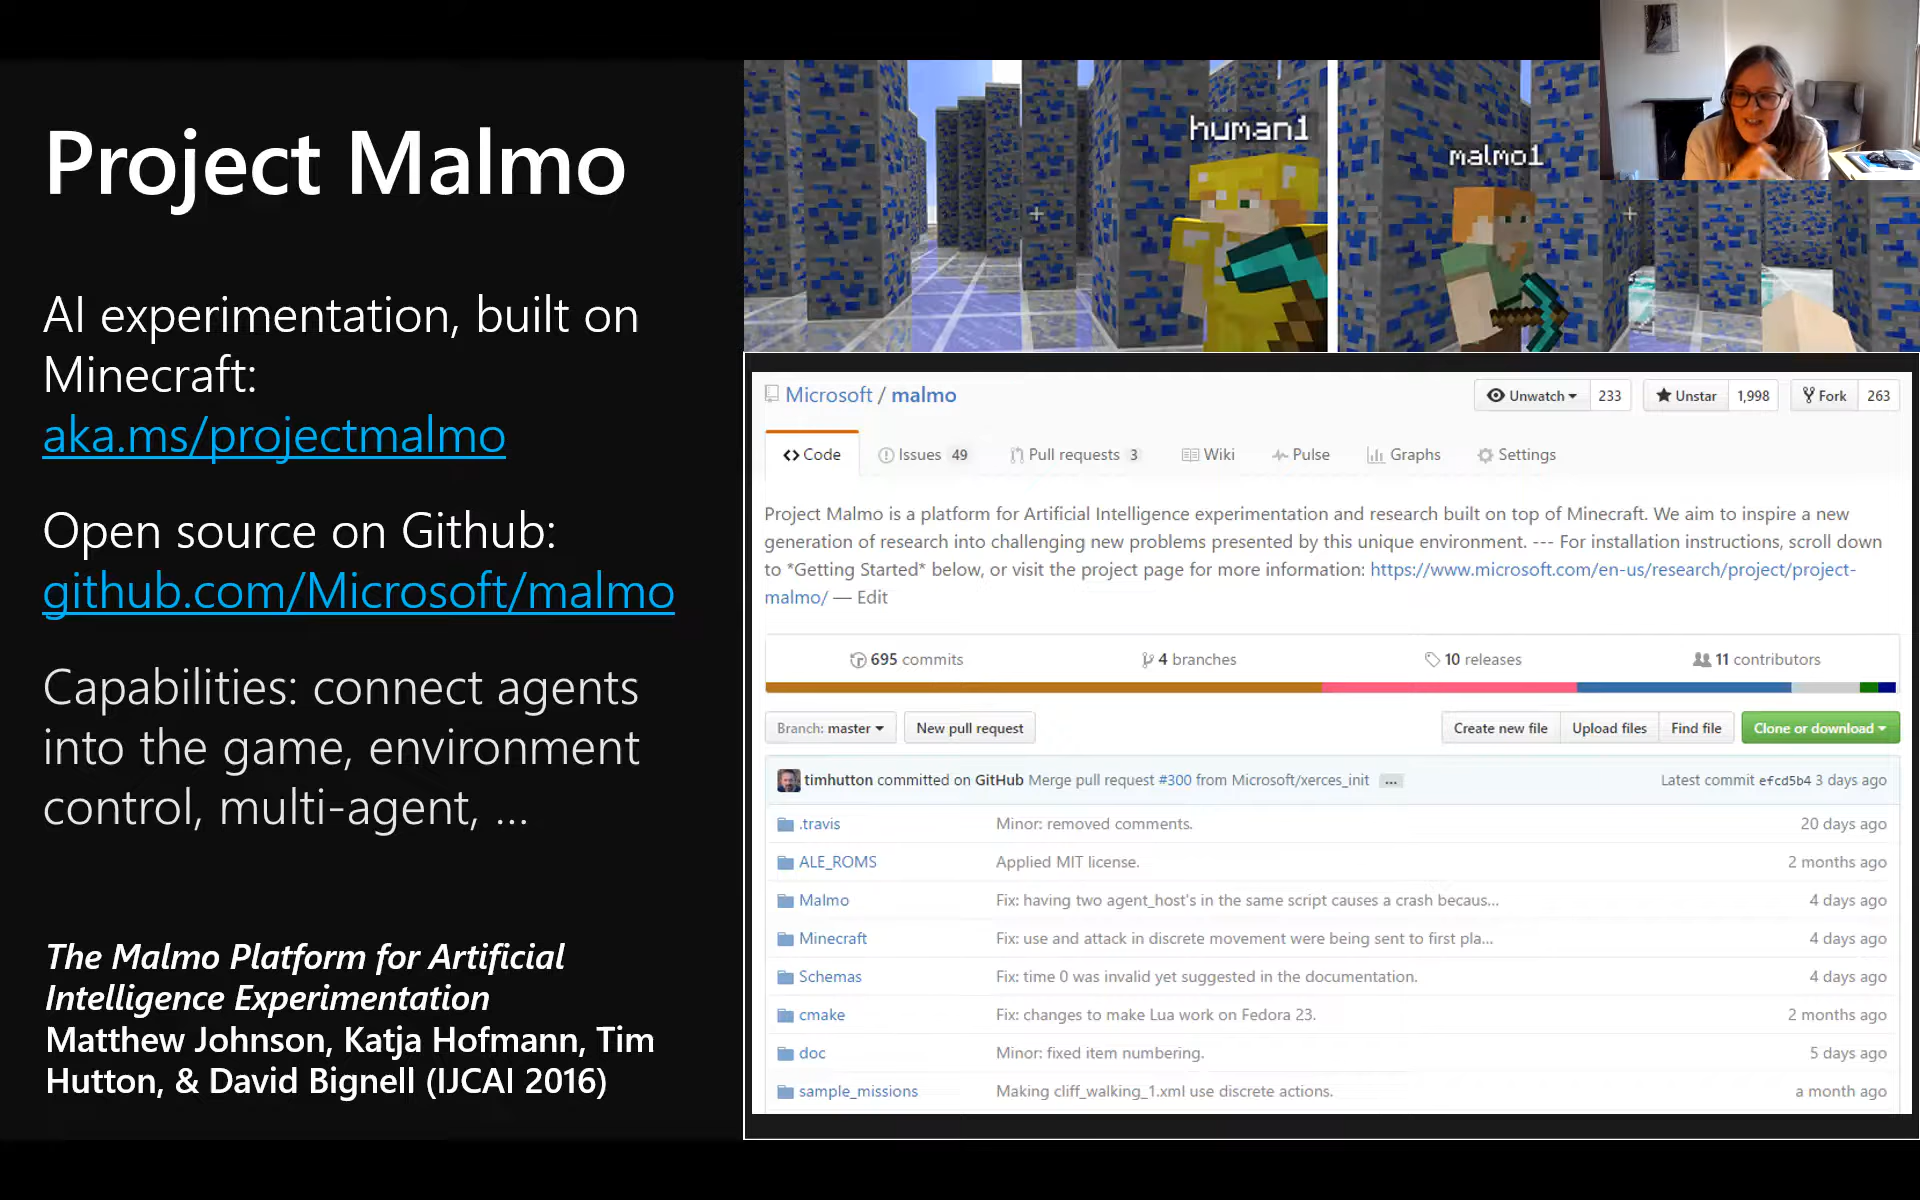 Project Malmo
AI experimentation, built on
Minecraft:
aka.ms/projectmalmo
Open source on Github:
github.com/Microsoft/malmo
Capabilities: connect agents
into the game, environment
control, multi-agent, ...
The Malmo Platform for Artificial
Intelligence Experimentation
Matthew Johnson, Katja Hofmann, Tim
Hutton, & David Bignell (IJCAI 2016)
human1
malmo1
Microsoft / malmo
Unwatch 233 Unstar 1,998 Fork 263
Code Issues 49 Pull requests 3 Wiki Pulse Graphs Settings
Project Malmo is a platform for Artificial Intelligence experimentation and research built on top of Minecraft. We aim to inspire a new
generation of research into challenging new problems presented by this unique environment. --- For installation instructions, scroll down
to *Getting Started* below, or visit the project page for more information: https://www.microsoft.com/en-us/research/project/project-
malmo/ — Edit
695 commits 4 branches 10 releases 11 contributors
Branch: master New pull request Create new file Upload files Find file Clone or download
timhutton committed on GitHub Merge pull request #300 from Microsoft/xerces_init ... Latest commit efcd5b4 3 days ago
.travis Minor: removed comments. 20 days ago
ALE_ROMS Applied MIT license. 2 months ago
Malmo Fix: having two agent_host's in the same script causes a crash becaus... 4 days ago
Minecraft Fix: use and attack in discrete movement were being sent to first pla... 4 days ago
Schemas Fix: time 0 was invalid yet suggested in the documentation. 4 days ago
cmake Fix: changes to make Lua work on Fedora 23. 2 months ago
doc Minor: fixed item numbering. 5 days ago
sample_missions Making cliff_walking_1.xml use discrete actions. a month ago